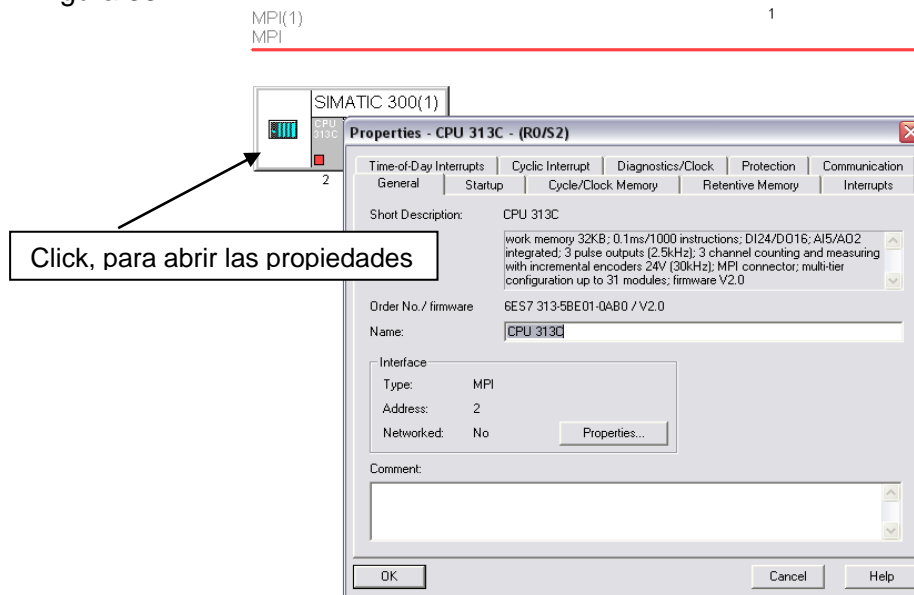 MPI(1)
1
MPI
SIMATIC 300(1)
CPU
313C
2
Click, para abrir las propiedades
Properties - CPU 313C - (R0/S2)
Time-of-Day Interrupts Cyclic Interrupt Diagnostics/Clock Protection Communication
General Startup Cycle/Clock Memory Retentive Memory Interrupts
Short Description: CPU 313C
work memory 32KB; 0.1ms/1000 instructions; DI24/DO16; AI5/AO2
integrated; 3 pulse outputs (2.5kHz); 3 channel counting and measuring
with incremental encoders 24V (30kHz); MPI connector; multi-tier
configuration up to 31 modules; firmware V2.0
Order No./ firmware 6ES7 313-5BE01-0AB0 / V2.0
Name: CPU 313C
Interface
Type: MPI
Address: 2
Networked: No Properties...
Comment:
OK Cancel Help